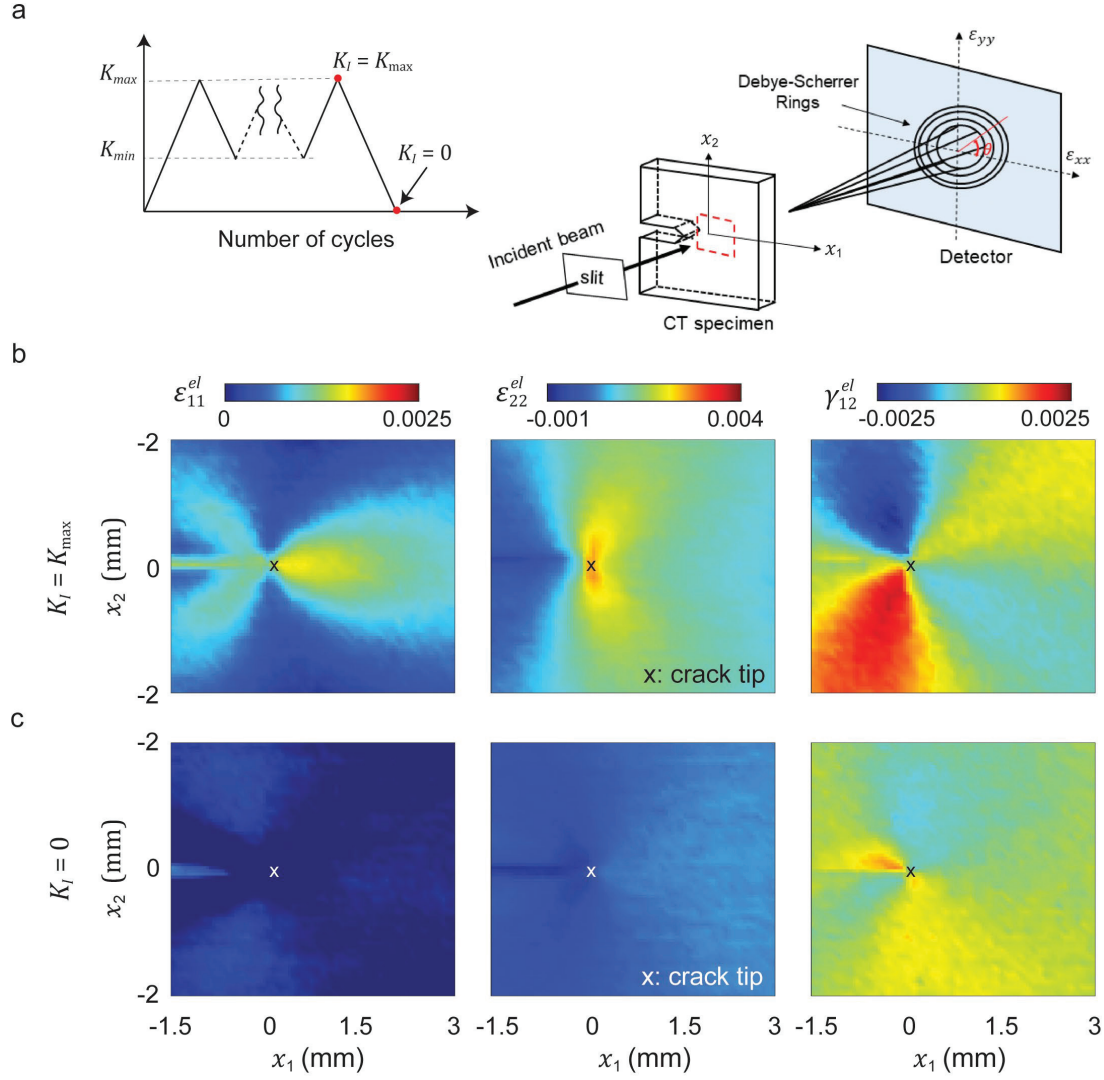 a
K_max
K_I = K_max
K_min
K_I = 0
Number of cycles
ε_yy
Debye-Scherrer
Rings
θ
ε_xx
x_2
x_1
Incident beam
slit
CT specimen
Detector
b
ε_11^el
0 0.0025
ε_22^el
-0.001 0.004
γ_12^el
-0.0025 0.0025
K_I = K_max
x_2 (mm)
-2
0
-2
x
x
x
x: crack tip
c
K_I = 0
x_2 (mm)
-2
0
-2
x
x
x
x: crack tip
-1.5 0 1.5 3
-1.5 0 1.5 3
-1.5 0 1.5 3
x_1 (mm)
x_1 (mm)
x_1 (mm)